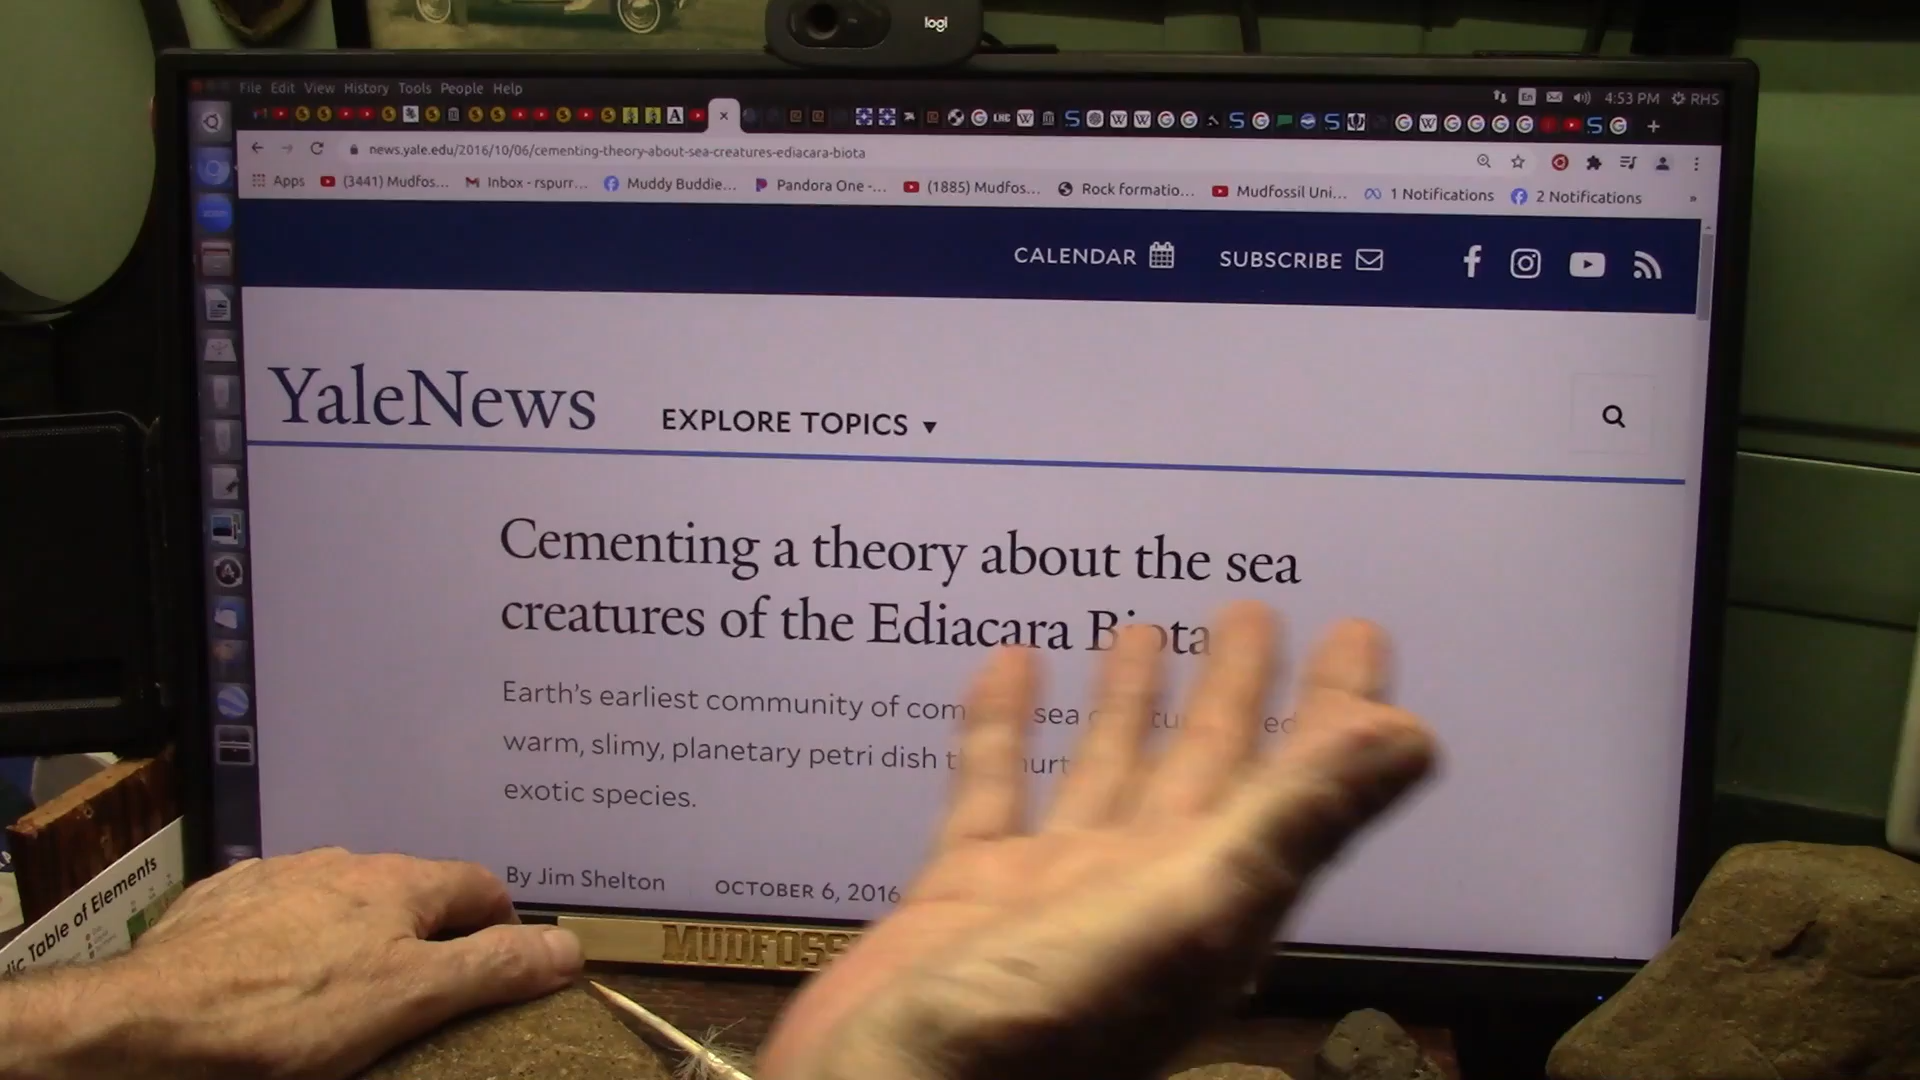 logi
File Edit View History Tools People Help
En 4:53 PM RHS
news.yale.edu/2016/10/06/cementing-theory-about-sea-creatures-ediacara-biota
Apps (3441) Mudfos... Inbox - rspurr... Muddy Buddie... Pandora One -... (1885) Mudfos... Rock formatio... Mudfossil Uni... 1 Notifications 2 Notifications »
CALENDAR SUBSCRIBE
YaleNews EXPLORE TOPICS
Cementing a theory about the sea
creatures of the Ediacara Biota
Earth's earliest community of sea
warm, slimy, planetary petri dish
exotic species.
By Jim Shelton OCTOBER 6, 2016
Table of Elements